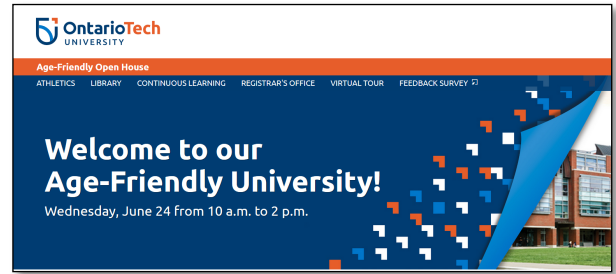 OntarioTech
UNIVERSITY
Age-Friendly Open House
ATHLETICS LIBRARY CONTINUOUS LEARNING REGISTRAR'S OFFICE VIRTUAL TOUR FEEDBACK SURVEY
Welcome to our
Age-Friendly University!
Wednesday, June 24 from 10 a.m. to 2 p.m.